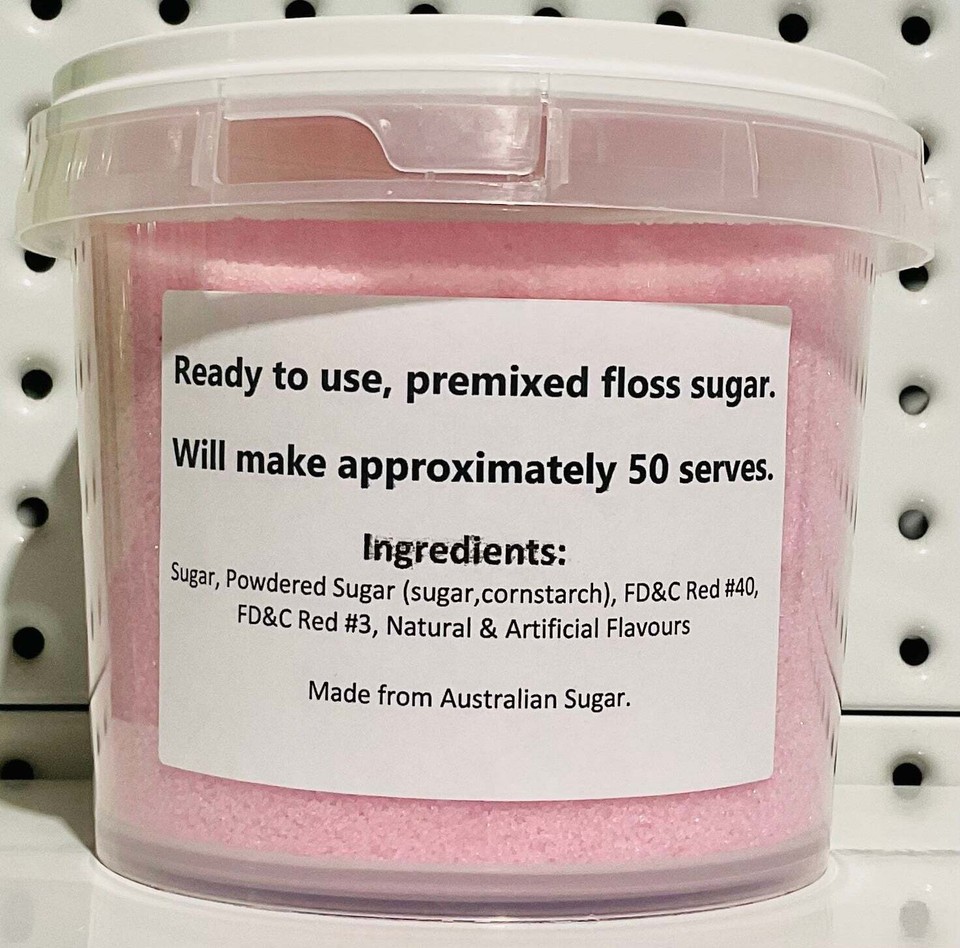 Ready to use, premixed floss sugar.
Will make approximately 50 serves.
Ingredients:
Sugar, Powdered Sugar (sugar,cornstarch), FD&C Red #40,
FD&C Red #3, Natural & Artificial Flavours
Made from Australian Sugar.